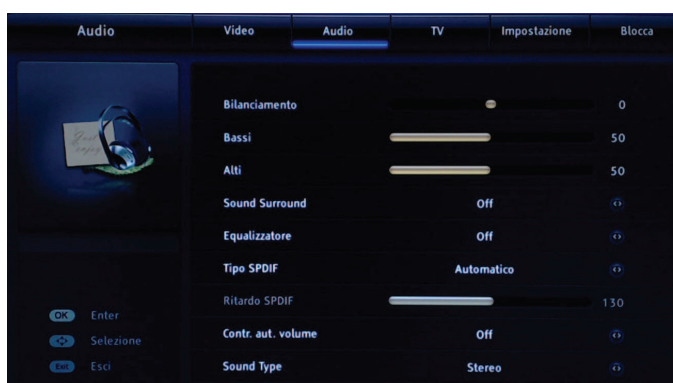 Audio
Video Audio TV Impostazione Blocca
Bilanciamento 0
Bassi 50
Alti 50
Sound Surround Off
Equalizzatore Off
Tipo SPDIF Automatico
Ritardo SPDIF 130
Contr. aut. volume Off
Sound Type Stereo
OK Enter
Selezione
Exit Esci